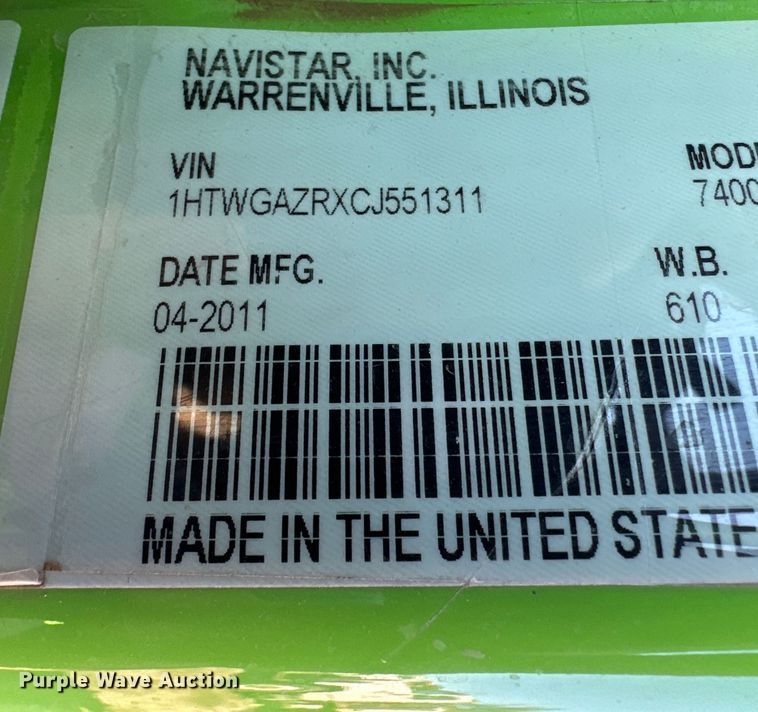 NAVISTAR, INC.
WARRENVILLE, ILLINOIS
VIN
1HTWGAZRXCJ551311
MODE
7400
DATE MFG.
04-2011
W.B.
610
MADE IN THE UNITED STATE
Purple Wave Auction